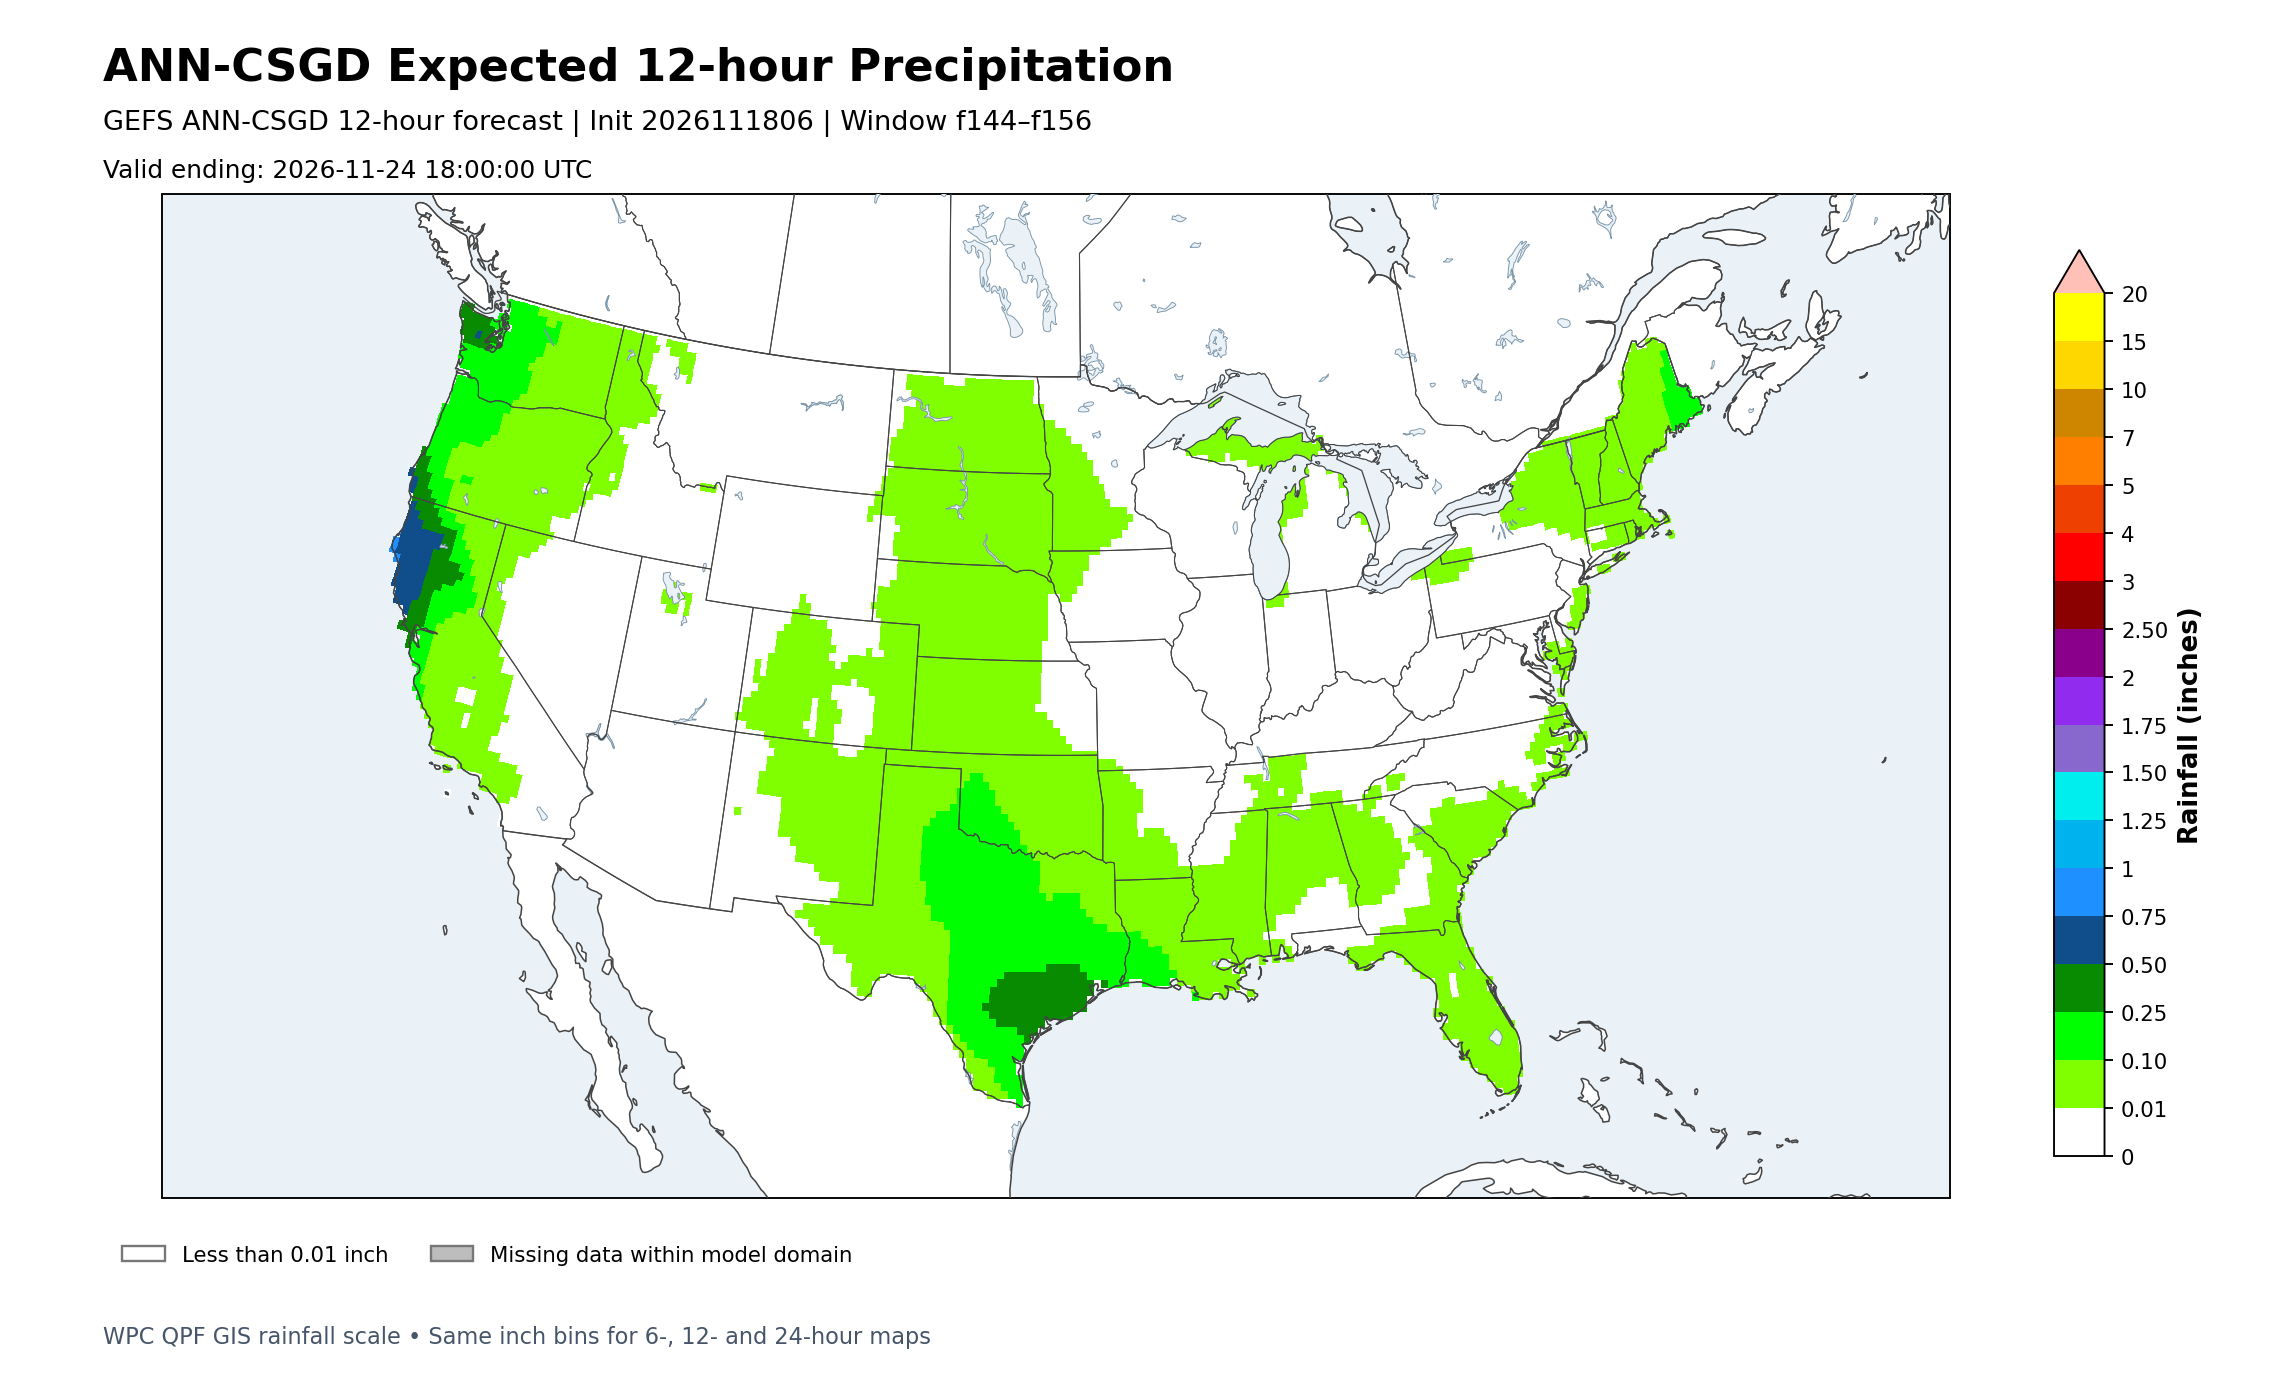 ANN-CSGD Expected 12-hour Precipitation
GEFS ANN-CSGD 12-hour forecast | Init 2026111806 | Window f144–f156
Valid ending: 2026-11-24 18:00:00 UTC
20
15
10
7
5
4
3
2.50
2
1.75
1.50
1.25
1
0.75
0.50
0.25
0.10
0.01
0
Rainfall (inches)
Less than 0.01 inch
Missing data within model domain
WPC QPF GIS rainfall scale • Same inch bins for 6-, 12- and 24-hour maps